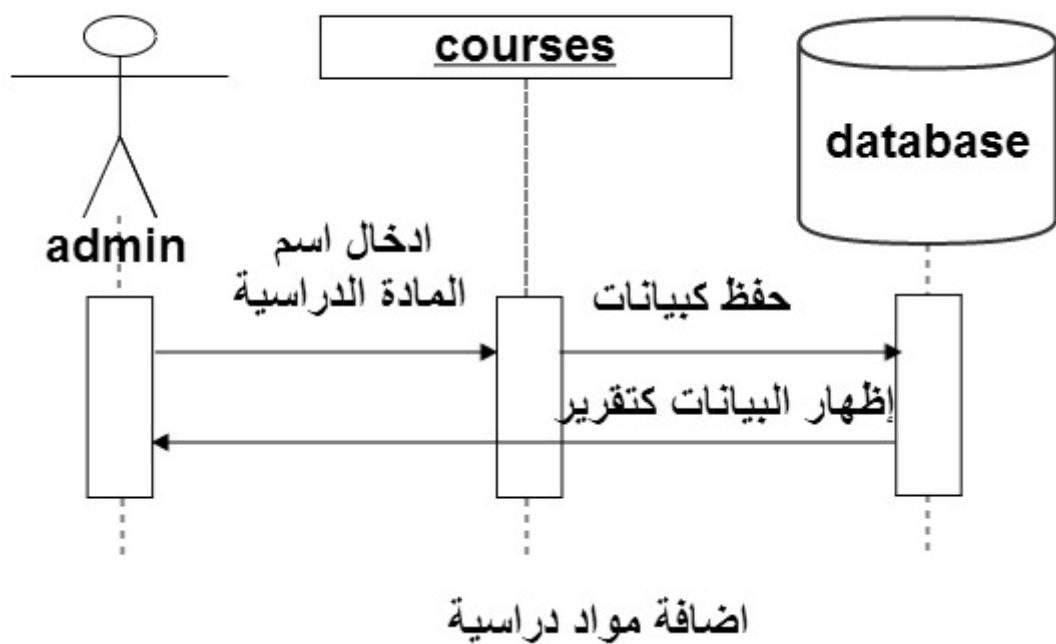 courses
database
admin
ادخال اسم
المادة الدراسية
حفظ كبيانات
إظهار البيانات كتقرير
اضافة مواد دراسية